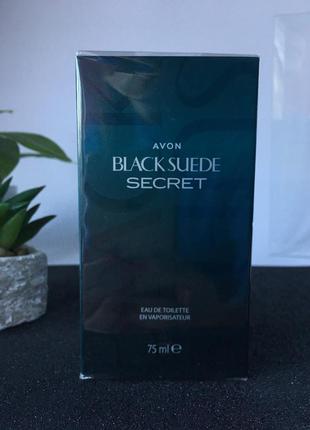 AVON
BLACK SUEDE
SECRET
EAU DE TOILETTE
EN VAPORISATEUR
75 ml ℮